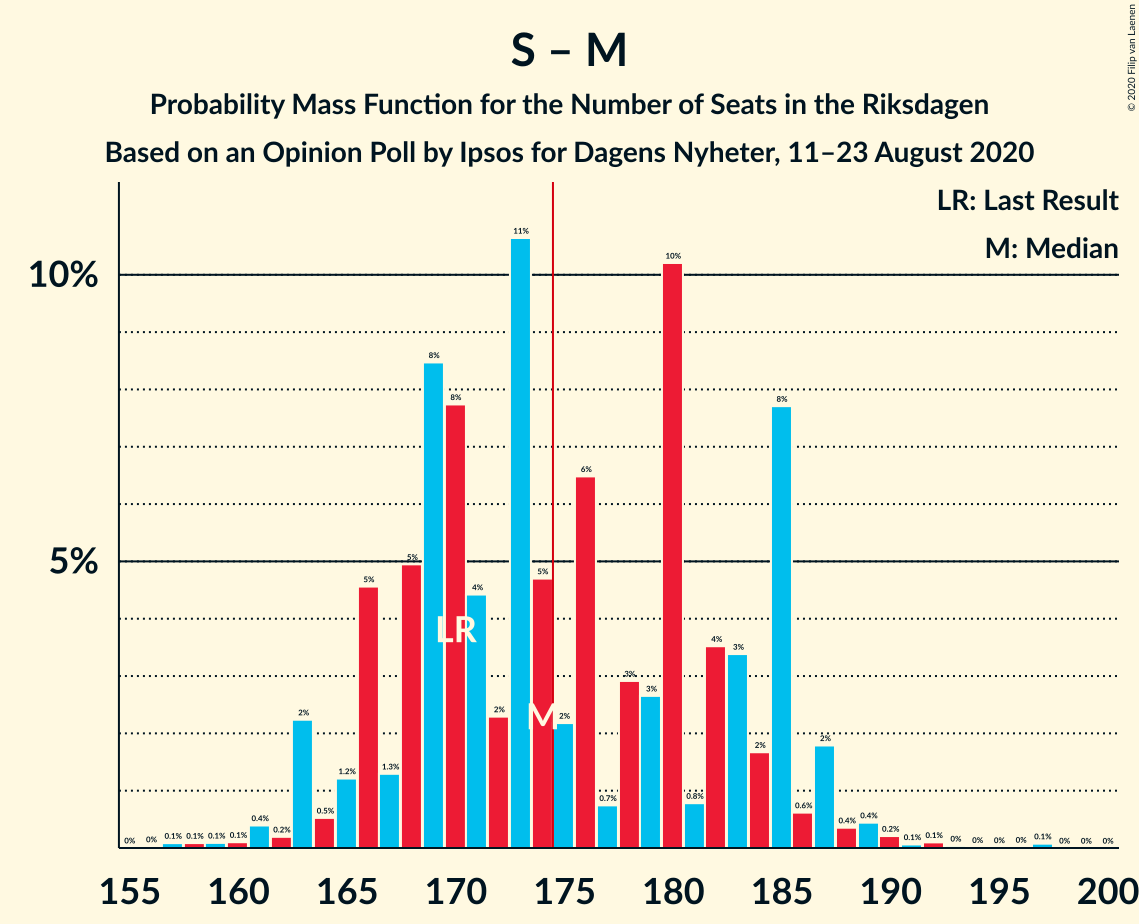 S – M
Probability Mass Function for the Number of Seats in the Riksdagen
Based on an Opinion Poll by Ipsos for Dagens Nyheter, 11–23 August 2020
© 2020 Filip van Laenen
LR: Last Result
M: Median
10%
5%
0% 0% 0.1% 0.1% 0.1% 0.1% 0.4% 0.2% 2% 0.5% 1.2% 5% 1.3% 5% 8% 8% 4% 2% 11% 5% 2% 6% 0.7% 3% 3% 10% 0.8% 4% 3% 2% 8% 0.6% 2% 0.4% 0.4% 0.2% 0.1% 0.1% 0% 0% 0% 0% 0.1% 0% 0% 0%
LR
M
155 160 165 170 175 180 185 190 195 200